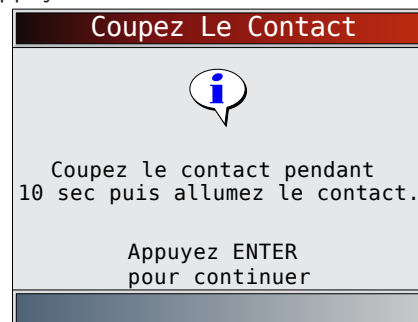 Coupez Le Contact
i
Coupez le contact pendant
10 sec puis allumez le contact.
Appuyez ENTER
pour continuer